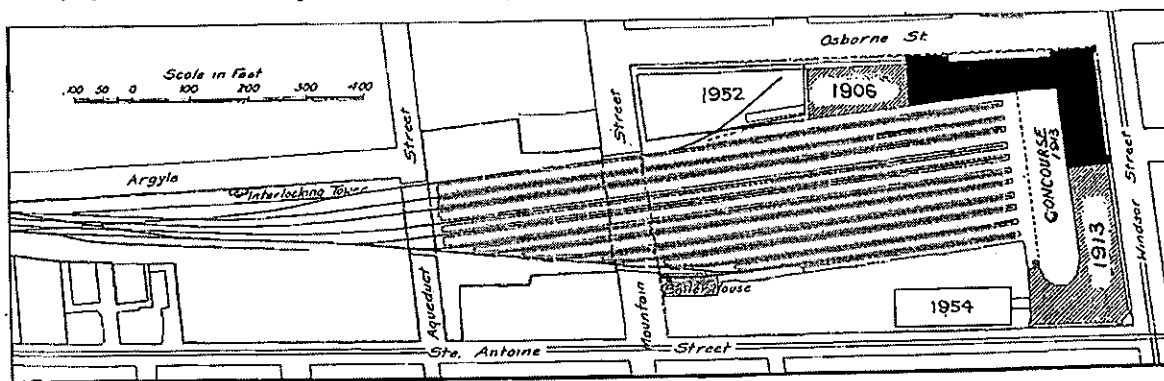 Osborne St.
Scale in Feet
100 50 0 100 200 300 400
1952
1906
Street
Street
CONCOURSE
1913
Argyle
Interlocking Tower
Windsor Street
1913
Boiler House
1954
Aqueduct
Mountain
Ste. Antoine Street